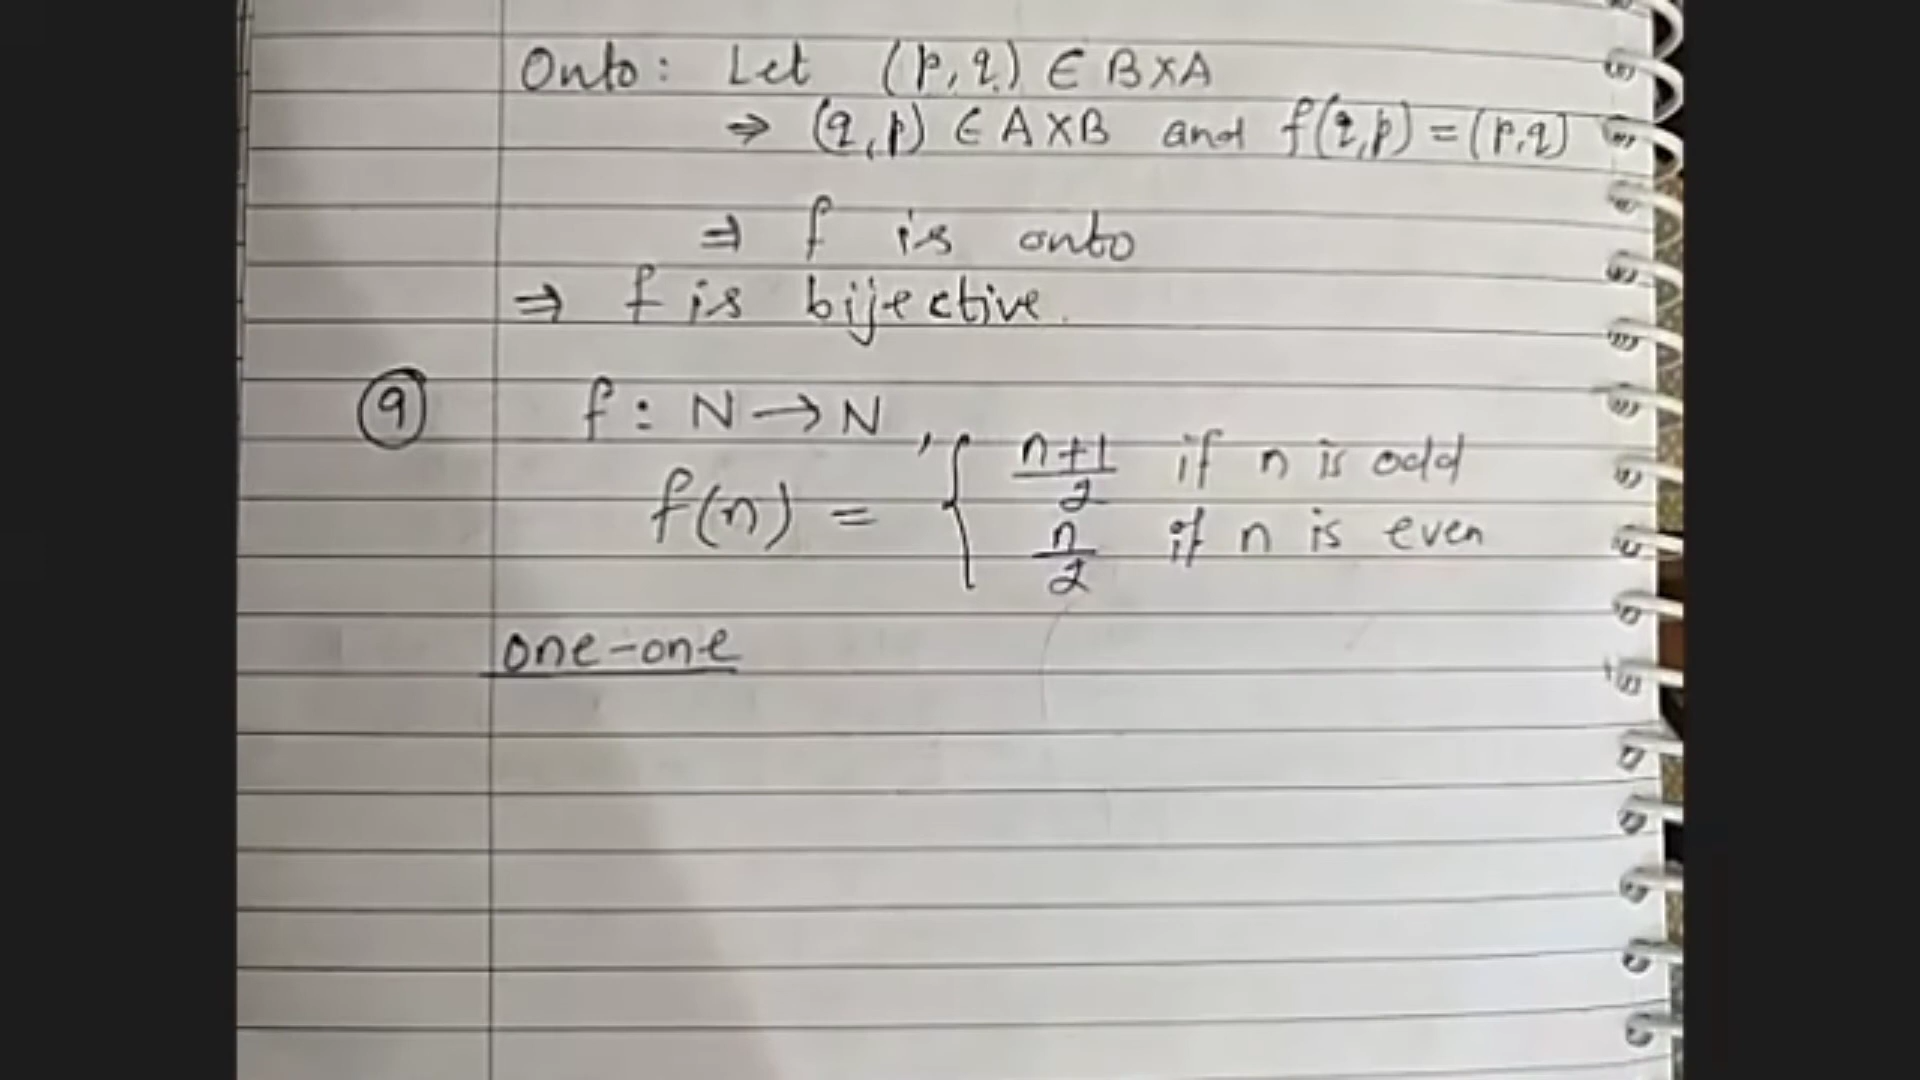 Onto: Let (p,q) ∈ B×A
⇒ (q,p) ∈ A×B and f(q,p) = (p,q)
⇒ f is onto
⇒ f is bijective.
9 f : N → N ,
f(n) = { n+1/2 if n is odd
n/2 if n is even
one-one